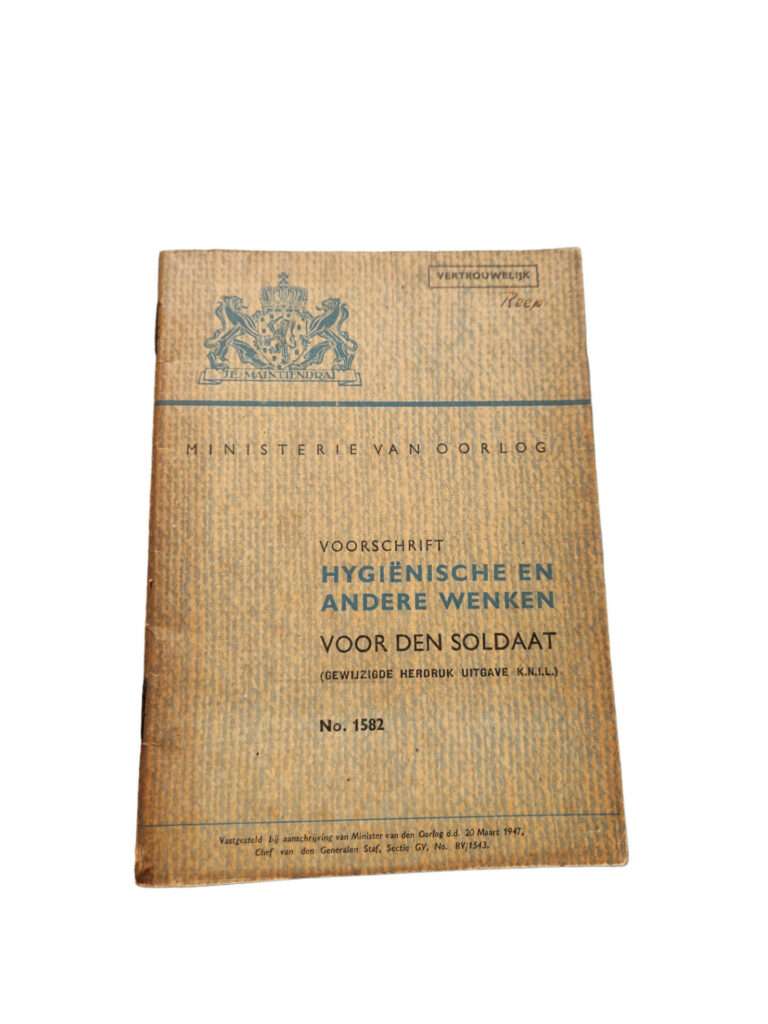 VERTROUWELIJK
Reen
JE MAINTIENDRAI
MINISTERIE VAN OORLOG
VOORSCHRIFT
HYGIËNISCHE EN
ANDERE WENKEN
VOOR DEN SOLDAAT
(GEWIJZIGDE HERDRUK UITGAVE K.N.I.L.)
No. 1582
Vastgesteld bij aanschrijving van Minister van den Oorlog d.d. 20 Maart 1947,
Chef van den Generalen Staf, Sectie GV, No. BV/1543.